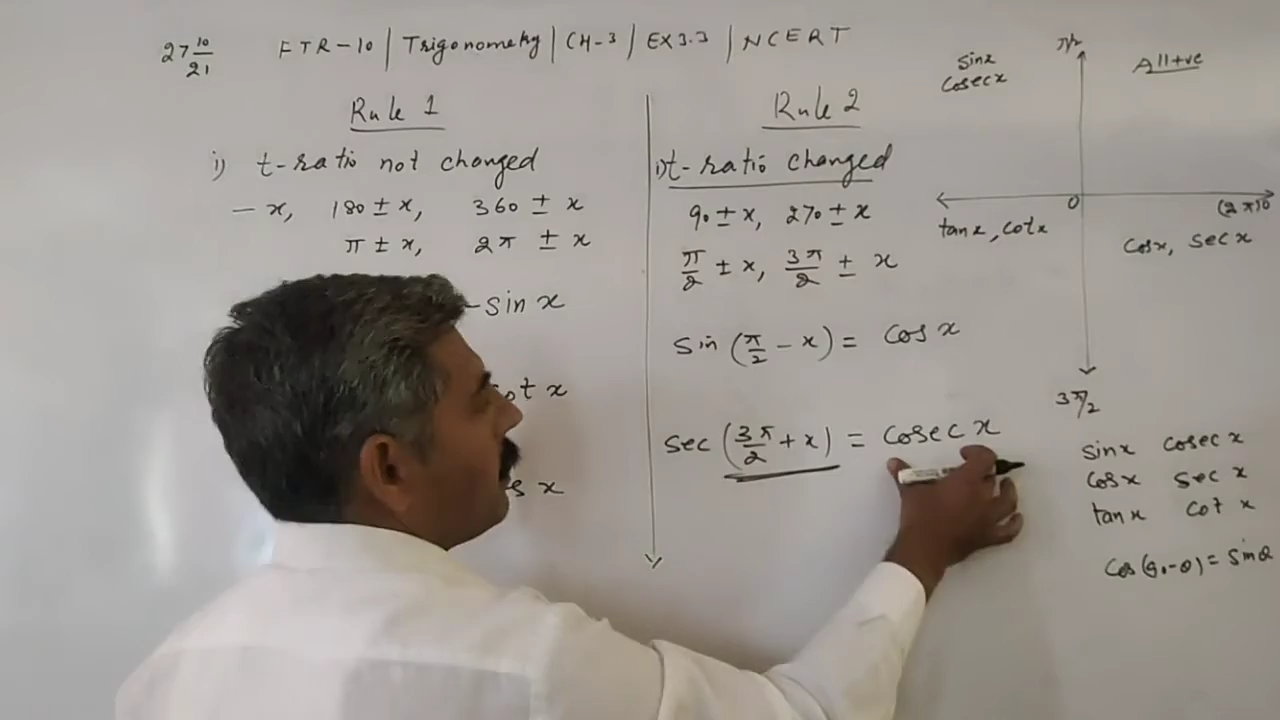 27 10/21
FTR-10 | Trigonometry | CH-3 | EX3.3 | NCERT
Rule 1
i) t-ratio not changed
-x, 180 ± x, 360 ± x
π ± x, 2π ± x
-sin x
cot x
x
Rule 2
i) t-ratio changed
90 ± x, 270 ± x
π/2 ± x, 3π/2 ± x
sin (π/2 - x) = cos x
sec (3π/2 + x) = cosec x
π/2
sinx
cosecx
All+ve
0
(2π)0
tanx, cotx
cosx, sec x
3π/2
sinx cosec x
cosx sec x
tanx cot x
cos(90-θ) = sinθ